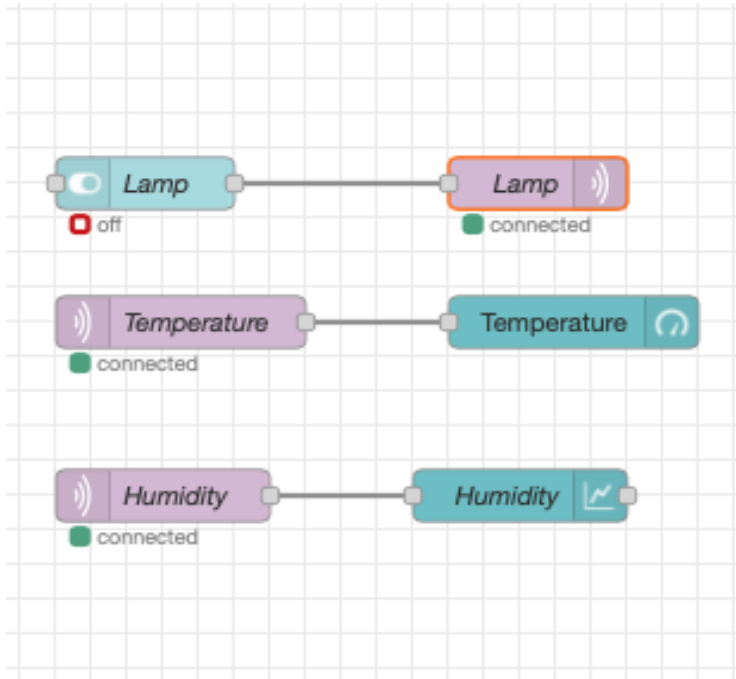 Lamp
Lamp
off
connected
Temperature
Temperature
connected
Humidity
Humidity
connected